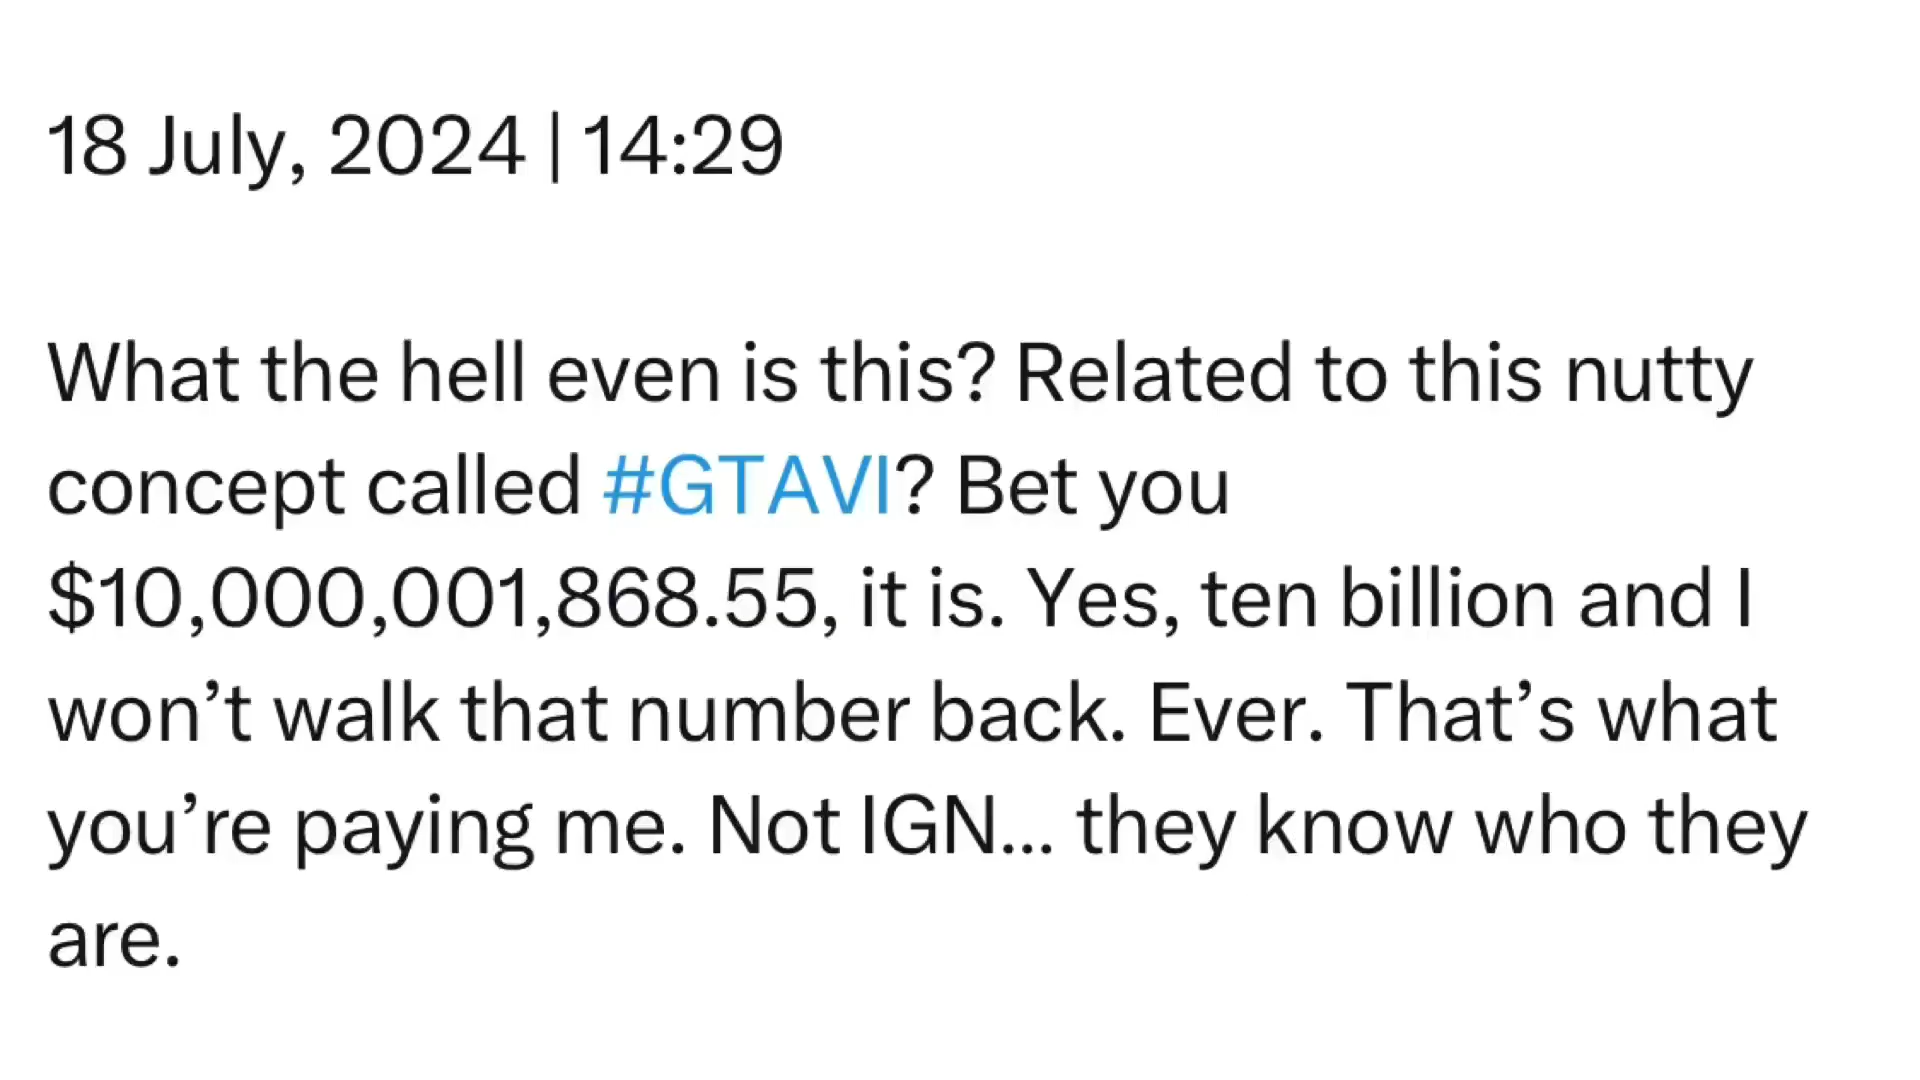 18 July, 2024 | 14:29
What the hell even is this? Related to this nutty
concept called #GTAVI? Bet you
$10,000,001,868.55, it is. Yes, ten billion and I
won’t walk that number back. Ever. That’s what
you’re paying me. Not IGN... they know who they
are.